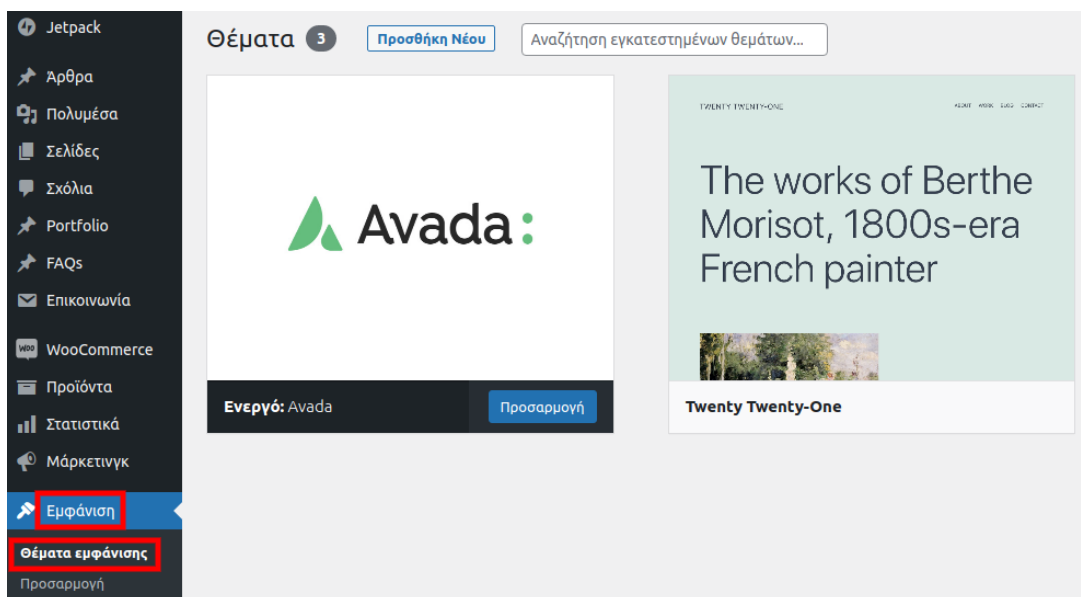 Jetpack
Άρθρα
Πολυμέσα
Σελίδες
Σχόλια
Portfolio
FAQs
Επικοινωνία
WooCommerce
Προϊόντα
Στατιστικά
Μάρκετινγκ
Εμφάνιση
Θέματα εμφάνισης
Προσαρμογή
Θέματα 3 Προσθήκη Νέου Αναζήτηση εγκατεστημένων θεμάτων...
Avada:
Ενεργό: Avada Προσαρμογή
TWENTY TWENTY-ONE ABOUT WORK BLOG CONTACT
The works of Berthe
Morisot, 1800s-era
French painter
Twenty Twenty-One